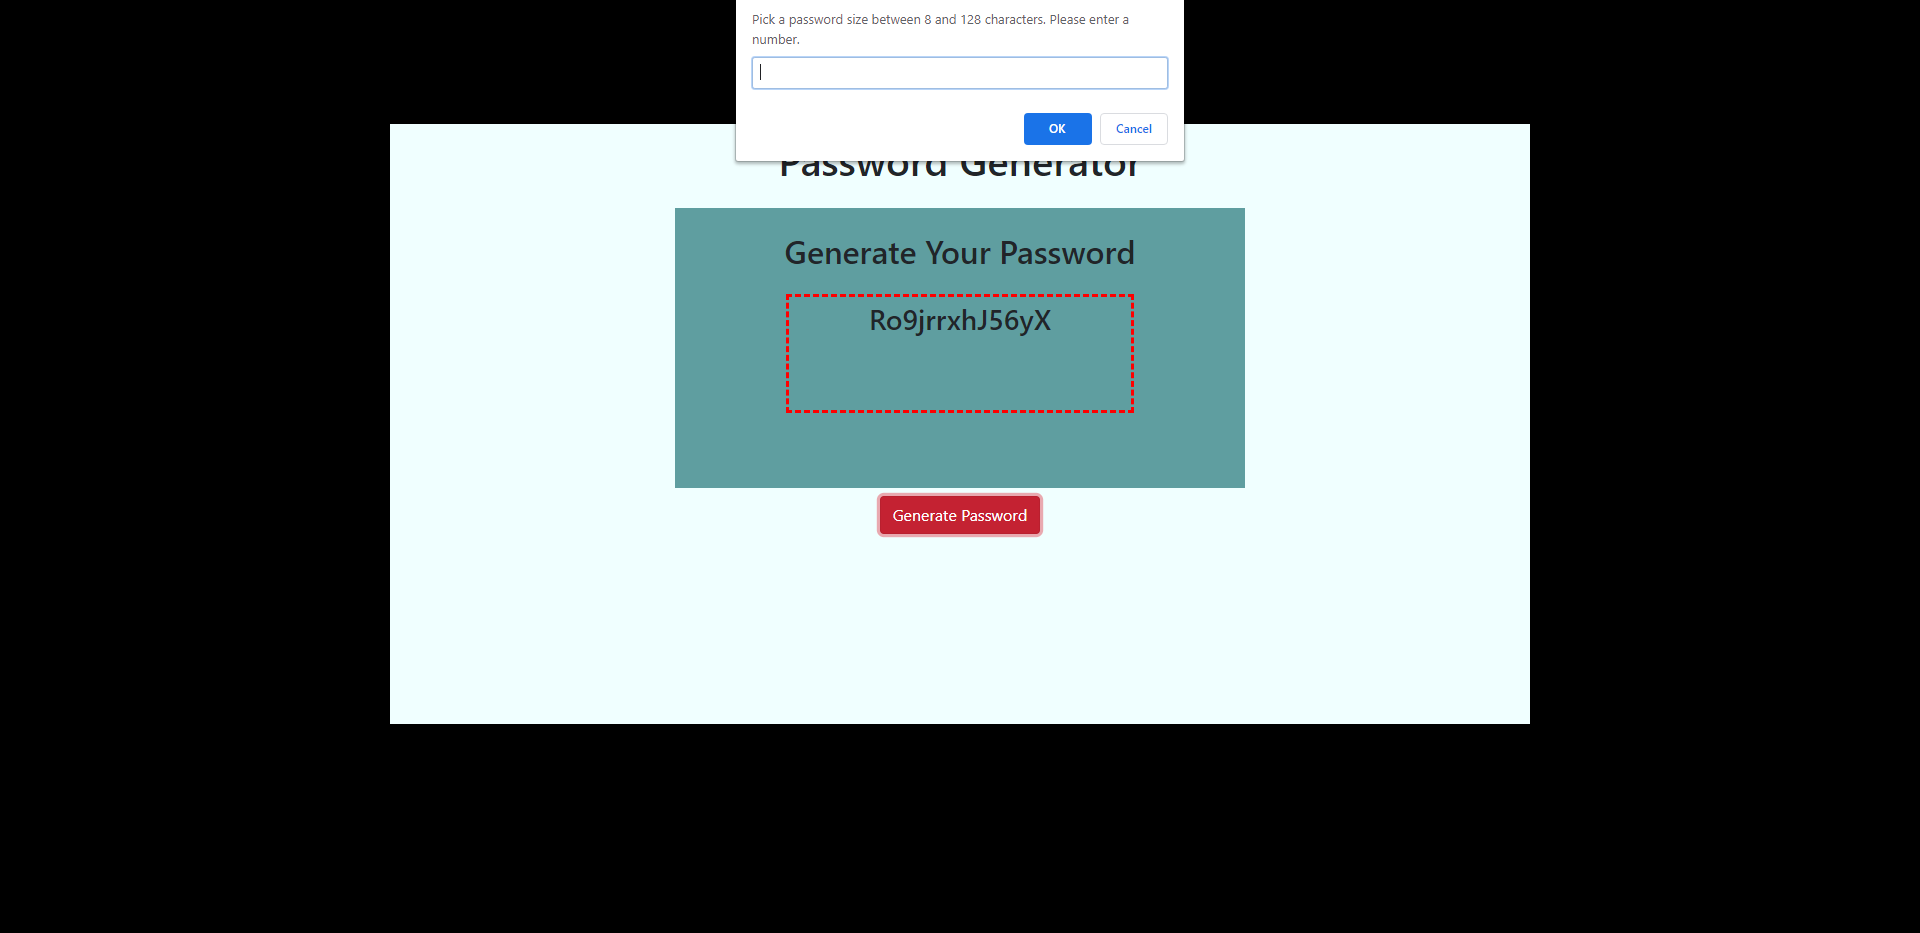 Pick a password size between 8 and 128 characters. Please enter a
number.
OK
Cancel
Password Generator
Generate Your Password
Ro9jrrxhJ56yX
Generate Password